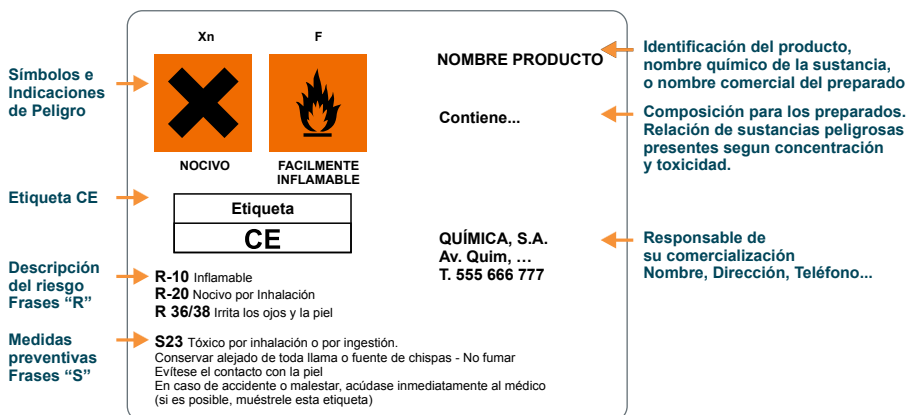 Xn
F
Símbolos e
Indicaciones
de Peligro
NOCIVO
FACILMENTE
INFLAMABLE
NOMBRE PRODUCTO
Identificación del producto,
nombre químico de la sustancia,
o nombre comercial del preparado
Contiene...
Composición para los preparados.
Relación de sustancias peligrosas
presentes segun concentración
y toxicidad.
Etiqueta CE
Etiqueta
CE
QUÍMICA, S.A.
Av. Quim, ...
T. 555 666 777
Responsable de
su comercialización
Nombre, Dirección, Teléfono...
Descripción
del riesgo
Frases “R”
R-10 Inflamable
R-20 Nocivo por Inhalación
R 36/38 Irrita los ojos y la piel
Medidas
preventivas
Frases “S”
S23 Tóxico por inhalación o por ingestión.
Conservar alejado de toda llama o fuente de chispas - No fumar
Evítese el contacto con la piel
En caso de accidente o malestar, acúdase inmediatamente al médico
(si es posible, muéstrele esta etiqueta)